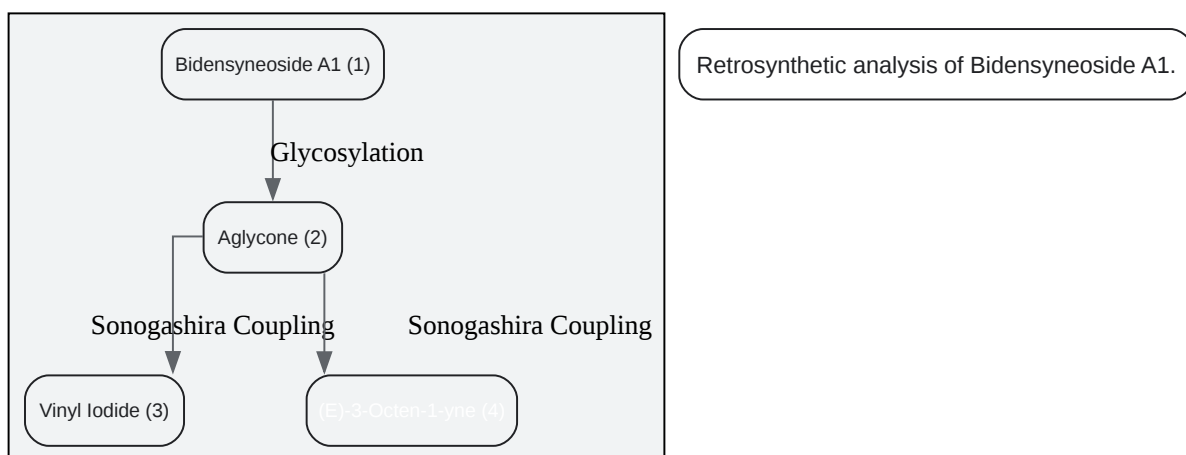 Bidensyneoside A1 (1)
Retrosynthetic analysis of Bidensyneoside A1.
Glycosylation
Aglycone (2)
Sonogashira Coupling
Sonogashira Coupling
Vinyl Iodide (3)
(E)-3-Octen-1-yne (4)